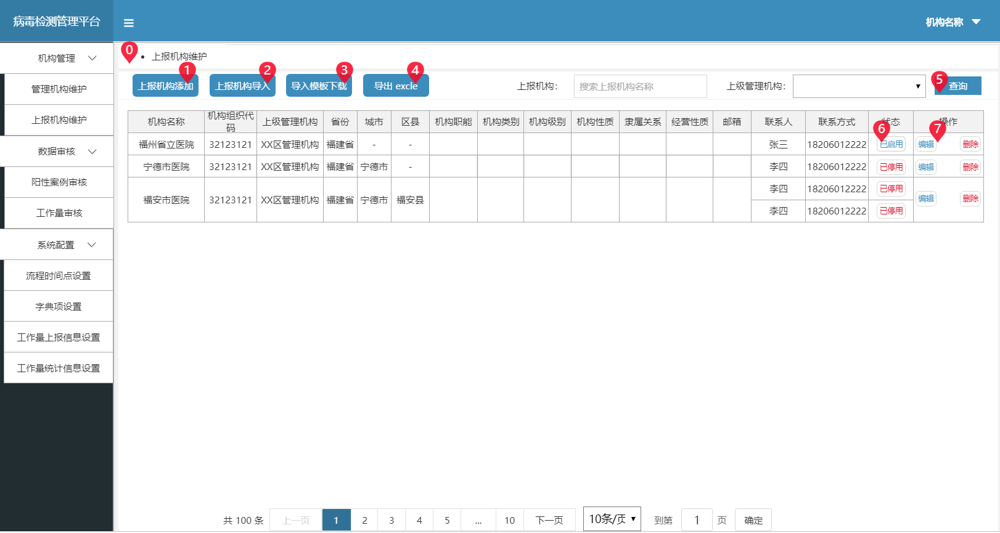 病毒检测管理平台
机构名称
机构管理
管理机构维护
上报机构维护
数据审核
阳性案例审核
工作量审核
系统配置
流程时间点设置
字典项设置
工作量上报信息设置
工作量统计信息设置
0
上报机构维护
1 2 3 4 5
上报机构添加 上报机构导入 导入模板下载 导出 excle 上报机构： 搜索上报机构名称 上级管理机构： 查询
机构名称 机构组织代码 上级管理机构 省份 城市 区县 机构职能 机构类别 机构级别 机构性质 隶属关系 经营性质 邮箱 联系人 联系方式 状态 操作
6 7
福州省立医院 32123121 XX区管理机构 福建省 - - 张三 18206012222 已启用 编辑 删除
宁德市医院 32123121 XX区管理机构 福建省 宁德市 - 李四 18206012222 已停用 编辑 删除
福安市医院 32123121 XX区管理机构 福建省 宁德市 福安县 李四 18206012222 已停用 编辑 删除
李四 18206012222 已停用
共 100 条 上一页 1 2 3 4 5 ... 10 下一页 10条/页 到第 1 页 确定